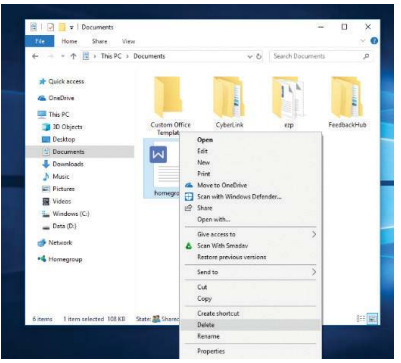 Documents
File Home Share View
This PC > Documents
Search Documents
Quick access
OneDrive
This PC
3D Objects
Desktop
Documents
Downloads
Music
Pictures
Videos
Windows (C:)
Data (D:)
Network
Homegroup
Custom Office
Templat
CyberLink
ezp
FeedbackHub
homegro
Open
Edit
New
Print
Move to OneDrive
Scan with Windows Defender...
Share
Open with...
Give access to
Scan With Smadav
Restore previous versions
Send to
Cut
Copy
Create shortcut
Delete
Rename
Properties
6 items 1 item selected 108 KB State: Shared